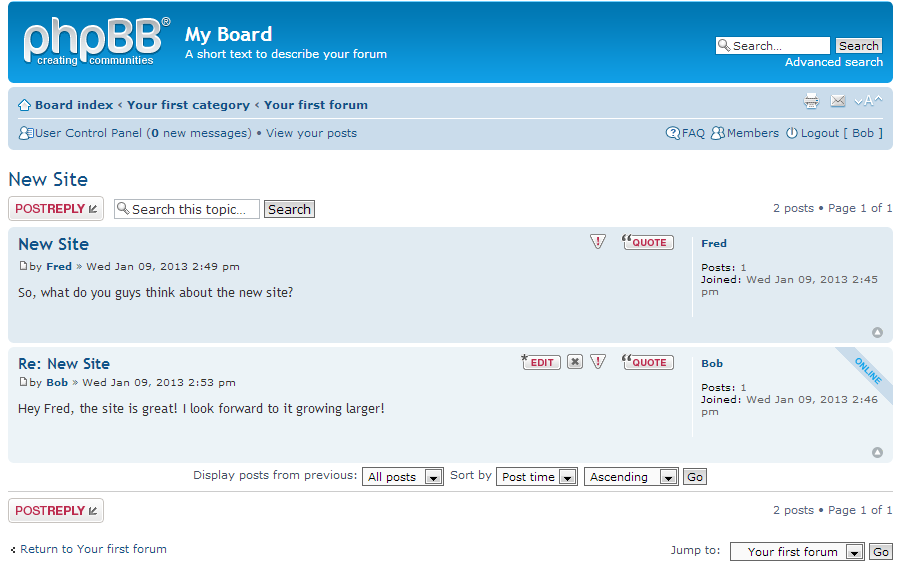 phpBB®
creating communities
My Board
A short text to describe your forum
Search... Search
Advanced search
Board index ‹ Your first category ‹ Your first forum
A
User Control Panel (0 new messages) • View your posts
FAQ Members Logout [ Bob ]
New Site
POSTREPLY Search this topic... Search
2 posts • Page 1 of 1
New Site
! QUOTE
by Fred » Wed Jan 09, 2013 2:49 pm
So, what do you guys think about the new site?
Fred
Posts: 1
Joined: Wed Jan 09, 2013 2:45
pm
Re: New Site
EDIT ! QUOTE
by Bob » Wed Jan 09, 2013 2:53 pm
Hey Fred, the site is great! I look forward to it growing larger!
Bob
ONLINE
Posts: 1
Joined: Wed Jan 09, 2013 2:46
pm
Display posts from previous: All posts Sort by Post time Ascending Go
POSTREPLY
2 posts • Page 1 of 1
Return to Your first forum
Jump to: Your first forum Go